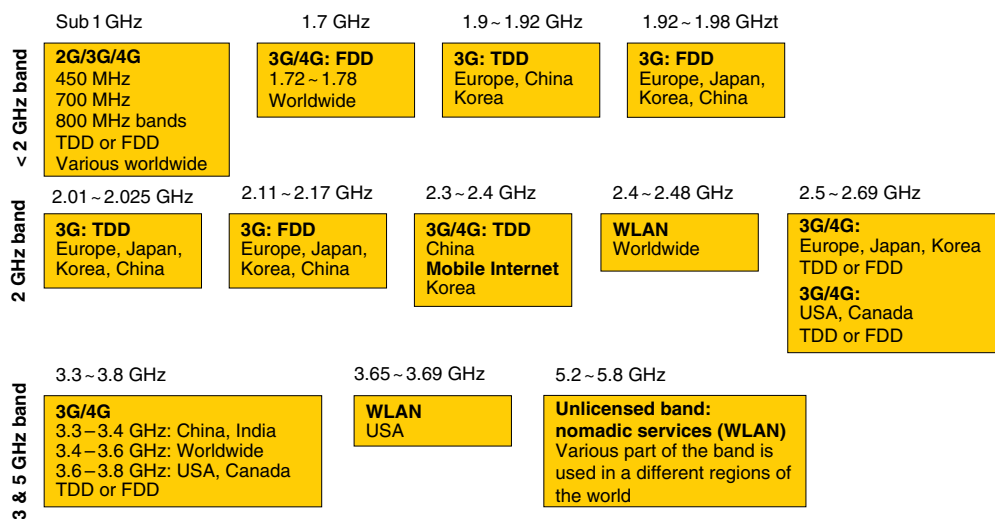 < 2 GHz band
Sub 1 GHz
2G/3G/4G
450 MHz
700 MHz
800 MHz bands
TDD or FDD
Various worldwide
1.7 GHz
3G/4G: FDD
1.72 ~ 1.78
Worldwide
1.9 ~ 1.92 GHz
3G: TDD
Europe, China
Korea
1.92 ~ 1.98 GHzt
3G: FDD
Europe, Japan,
Korea, China
2 GHz band
2.01 ~ 2.025 GHz
3G: TDD
Europe, Japan,
Korea, China
2.11 ~ 2.17 GHz
3G: FDD
Europe, Japan,
Korea, China
2.3 ~ 2.4 GHz
3G/4G: TDD
China
Mobile Internet
Korea
2.4 ~ 2.48 GHz
WLAN
Worldwide
2.5 ~ 2.69 GHz
3G/4G:
Europe, Japan, Korea
TDD or FDD
3G/4G:
USA, Canada
TDD or FDD
3 & 5 GHz band
3.3 ~ 3.8 GHz
3G/4G
3.3 – 3.4 GHz: China, India
3.4 – 3.6 GHz: Worldwide
3.6 – 3.8 GHz: USA, Canada
TDD or FDD
3.65 ~ 3.69 GHz
WLAN
USA
5.2 ~ 5.8 GHz
Unlicensed band:
nomadic services (WLAN)
Various part of the band is
used in a different regions of
the world